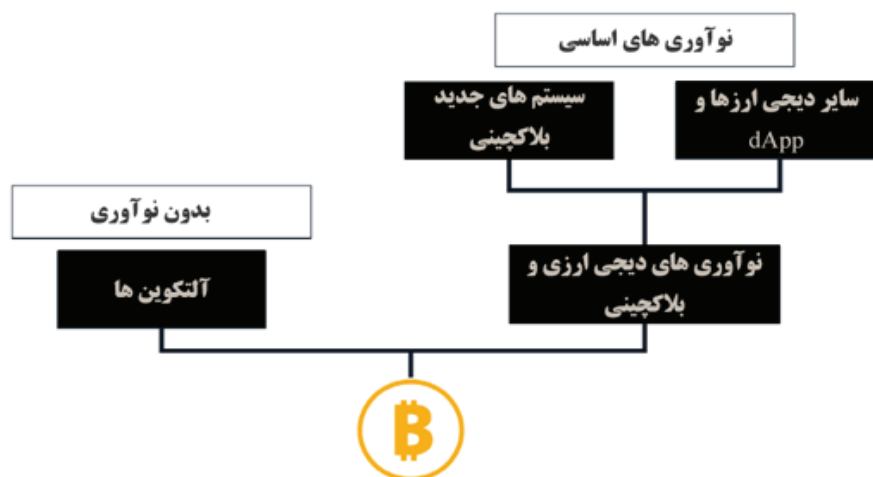 نوآوری های اساسی
سایر دیجی ارزها و
dApp
سیستم های جدید
بلاکچینی
بدون نوآوری
نوآوری های دیجی ارزی و
بلاکچینی
آلتکوین ها